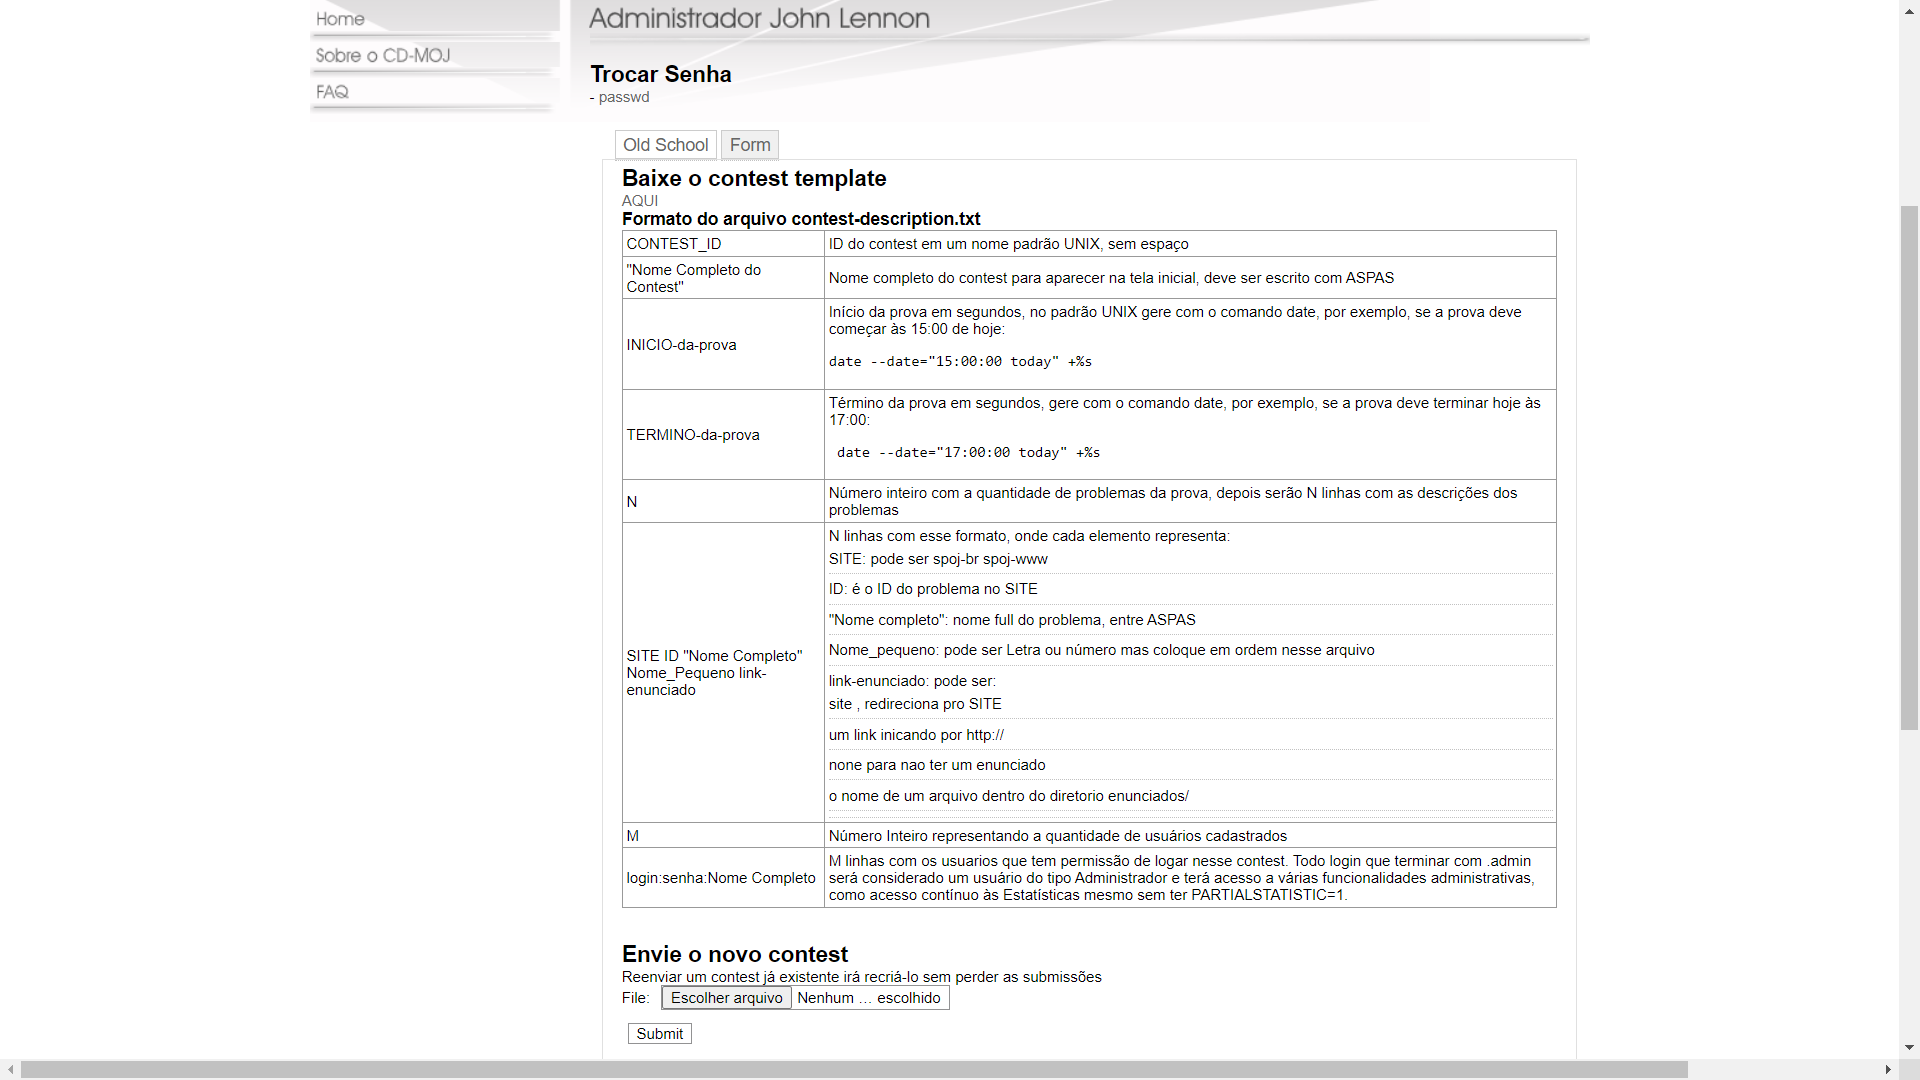 Home
Sobre o CD-MOJ
FAQ
Administrador John Lennon
Trocar Senha
- passwd
Old School
Form
Baixe o contest template
AQUI
Formato do arquivo contest-description.txt
CONTEST_ID
ID do contest em um nome padrão UNIX, sem espaço
"Nome Completo do
Contest"
Nome completo do contest para aparecer na tela inicial, deve ser escrito com ASPAS
INICIO-da-prova
Início da prova em segundos, no padrão UNIX gere com o comando date, por exemplo, se a prova deve
começar às 15:00 de hoje:
date --date="15:00:00 today" +%s
TERMINO-da-prova
Término da prova em segundos, gere com o comando date, por exemplo, se a prova deve terminar hoje às
17:00:
date --date="17:00:00 today" +%s
N
Número inteiro com a quantidade de problemas da prova, depois serão N linhas com as descrições dos
problemas
SITE ID "Nome Completo"
Nome_Pequeno link-
enunciado
N linhas com esse formato, onde cada elemento representa:
SITE: pode ser spoj-br spoj-www
ID: é o ID do problema no SITE
"Nome completo": nome full do problema, entre ASPAS
Nome_pequeno: pode ser Letra ou número mas coloque em ordem nesse arquivo
link-enunciado: pode ser:
site , redireciona pro SITE
um link inicando por http://
none para nao ter um enunciado
o nome de um arquivo dentro do diretorio enunciados/
M
Número Inteiro representando a quantidade de usuários cadastrados
login:senha:Nome Completo
M linhas com os usuarios que tem permissão de logar nesse contest. Todo login que terminar com .admin
será considerado um usuário do tipo Administrador e terá acesso a várias funcionalidades administrativas,
como acesso contínuo às Estatísticas mesmo sem ter PARTIALSTATISTIC=1.
Envie o novo contest
Reenviar um contest já existente irá recriá-lo sem perder as submissões
File: Escolher arquivo Nenhum ... escolhido
Submit